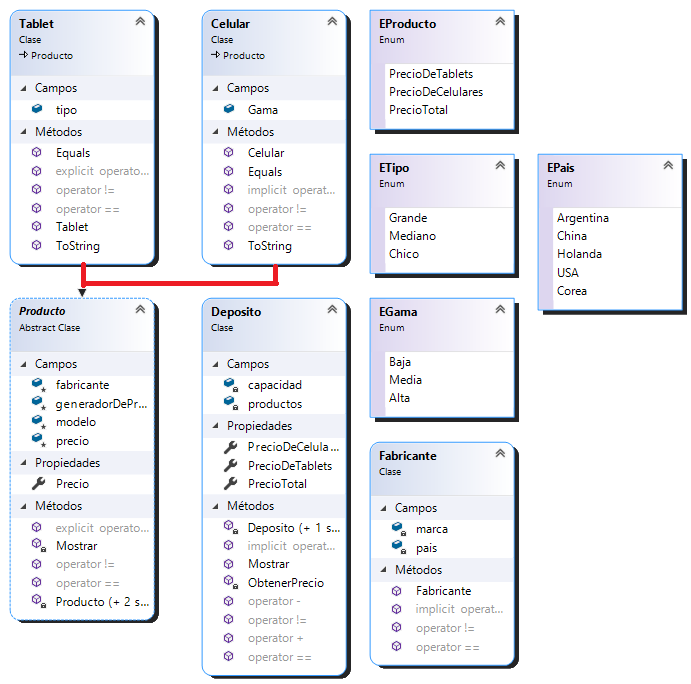 Tablet
Clase
Producto
Campos
tipo
Métodos
Equals
explicit operato...
operator !=
operator ==
Tablet
ToString
Celular
Clase
Producto
Campos
Gama
Métodos
Celular
Equals
implicit operat...
operator !=
operator ==
ToString
EProducto
Enum
PrecioDeTablets
PrecioDeCelulares
PrecioTotal
ETipo
Enum
Grande
Mediano
Chico
EPais
Enum
Argentina
China
Holanda
USA
Corea
Producto
Abstract Clase
Campos
fabricante
generadorDePr...
modelo
precio
Propiedades
Precio
Métodos
explicit operato...
Mostrar
operator !=
operator ==
Producto (+ 2 s...
Deposito
Clase
Campos
capacidad
productos
Propiedades
PrecioDeCelula...
PrecioDeTablets
PrecioTotal
Métodos
Deposito (+ 1 s...
implicit operat...
Mostrar
ObtenerPrecio
operator -
operator !=
operator +
operator ==
EGama
Enum
Baja
Media
Alta
Fabricante
Clase
Campos
marca
pais
Métodos
Fabricante
implicit operat...
operator !=
operator ==